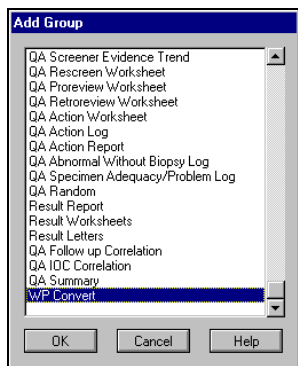 Add Group
QA Screener Evidence Trend
QA Rescreen Worksheet
QA Proreview Worksheet
QA Retroreview Worksheet
QA Action Worksheet
QA Action Log
QA Action Report
QA Abnormal Without Biopsy Log
QA Specimen Adequacy/Problem Log
QA Random
Result Report
Result Worksheets
Result Letters
QA Follow up Correlation
QA IOC Correlation
QA Summary
WP Convert
OK Cancel Help